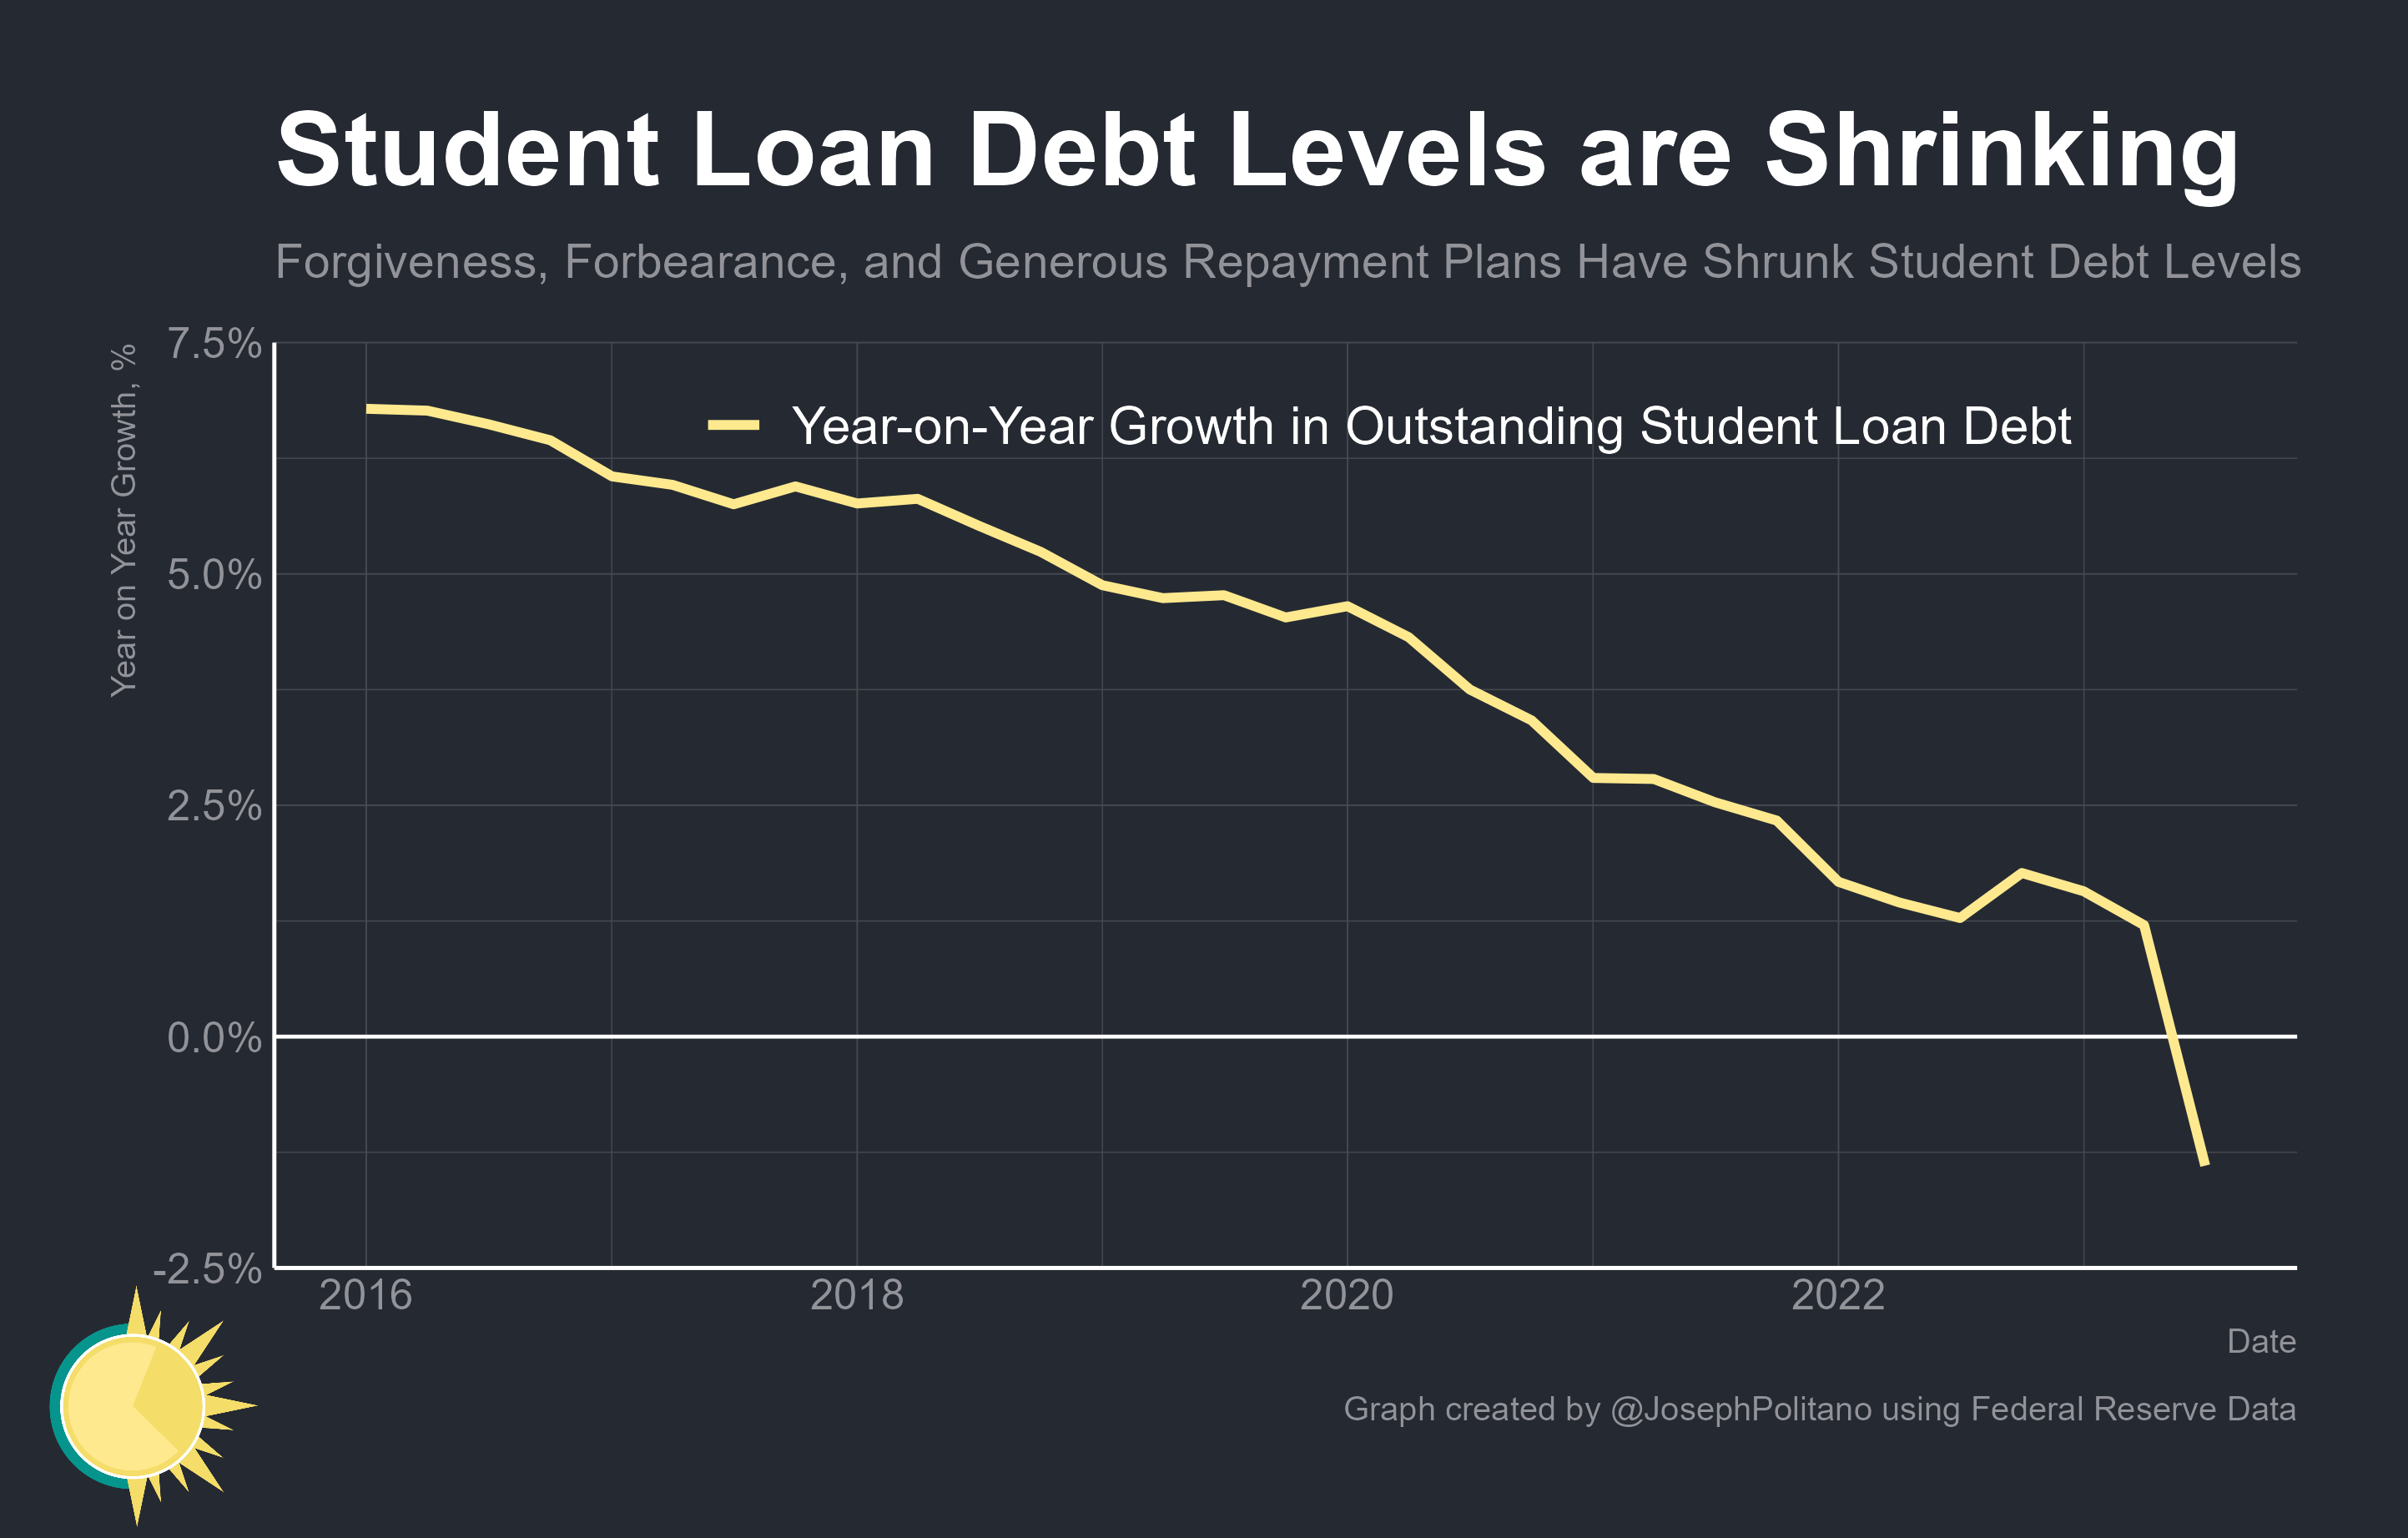 Student Loan Debt Levels are Shrinking
Forgiveness, Forbearance, and Generous Repayment Plans Have Shrunk Student Debt Levels
Year on Year Growth, %
7.5%
5.0%
2.5%
0.0%
-2.5%
Year-on-Year Growth in Outstanding Student Loan Debt
2016
2018
2020
2022
Date
Graph created by @JosephPolitano using Federal Reserve Data